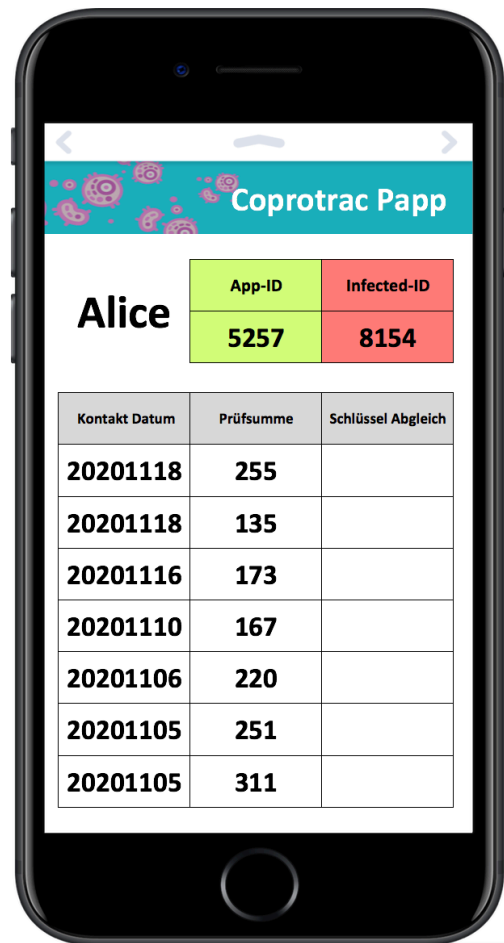 Coprotrac Papp
Alice
App-ID Infected-ID
5257 8154
Kontakt Datum Prüfsumme Schlüssel Abgleich
20201118 255
20201118 135
20201116 173
20201110 167
20201106 220
20201105 251
20201105 311